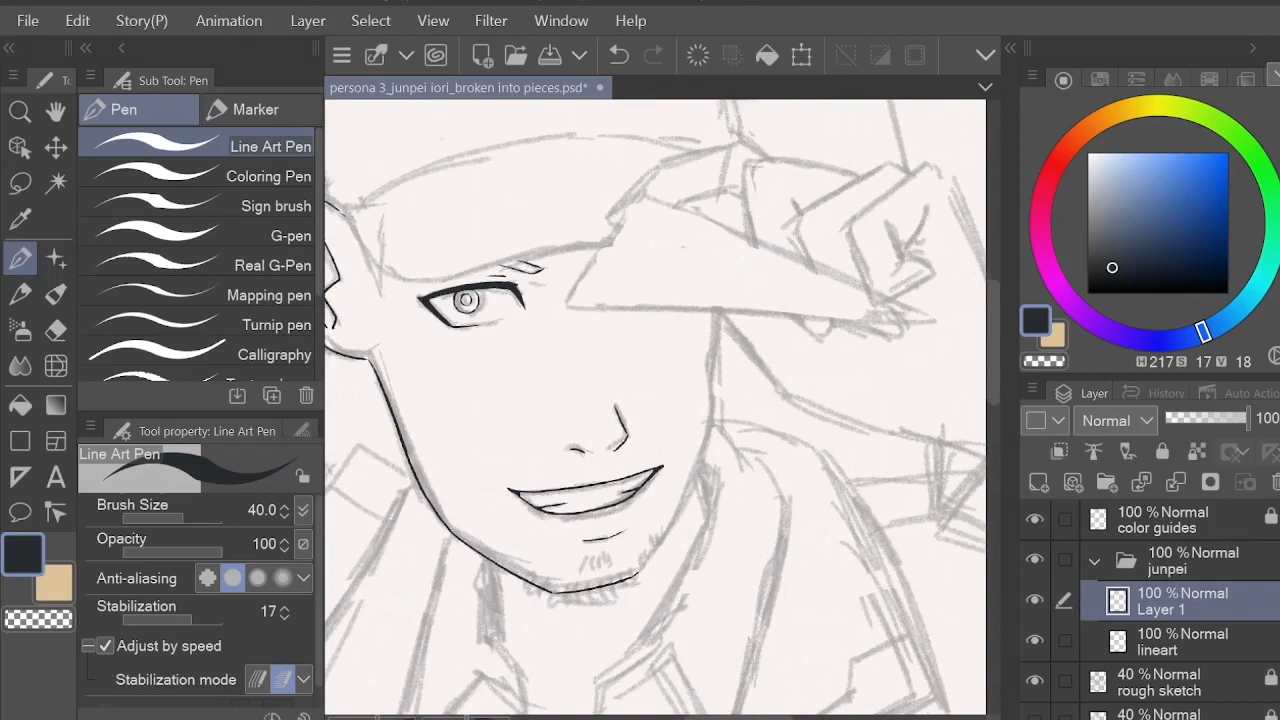 File Edit Story(P) Animation Layer Select View Filter Window Help
Sub Tool: Pen
persona 3_junpei iori_broken into pieces.psd*
Pen Marker
Line Art Pen
Coloring Pen
Sign brush
G-pen
Real G-Pen
Mapping pen
Turnip pen
Calligraphy
Tool property: Line Art Pen
Line Art Pen
Brush Size 40.0
Opacity 100
Anti-aliasing
Stabilization 17
Adjust by speed
Stabilization mode
H 217 S 17 V 18
Layer History Auto Actio
Normal 100
100 % Normal
color guides
100 % Normal
junpei
100 % Normal
Layer 1
100 % Normal
lineart
40 % Normal
rough sketch